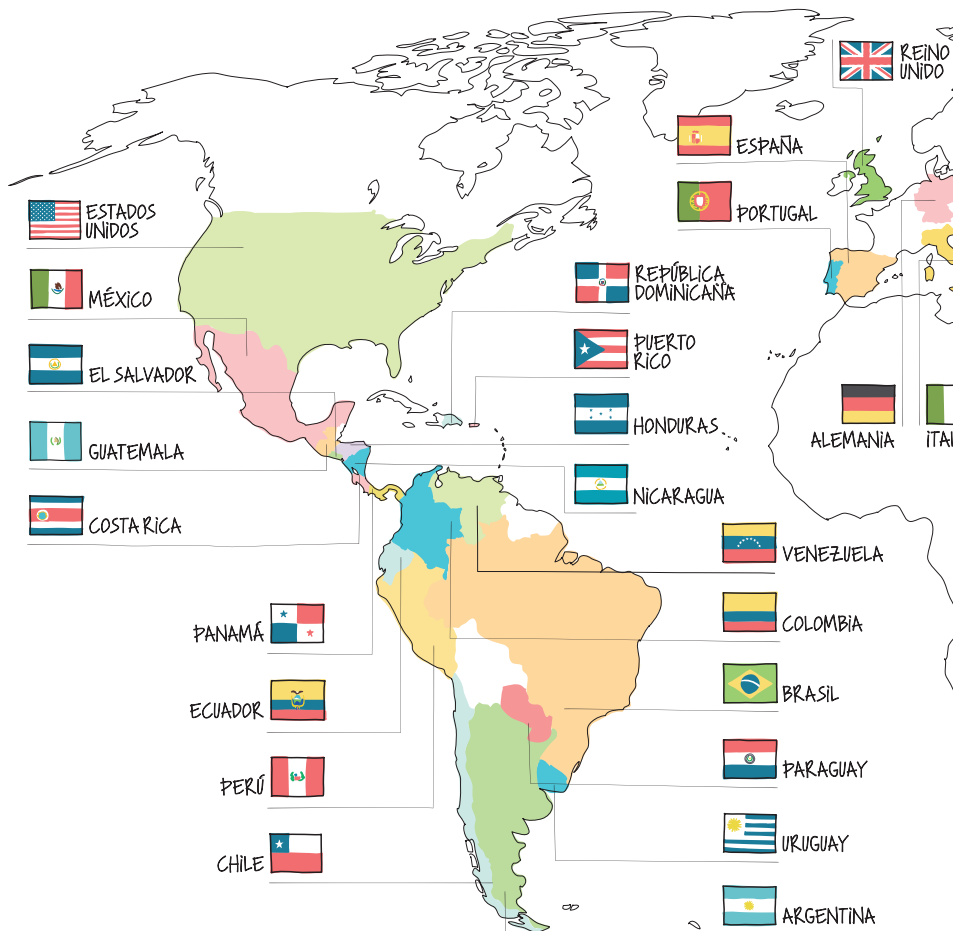 REINO
UNIDO
ESPAÑA
PORTUGAL
ESTADOS
UNIDOS
MÉXICO
EL SALVADOR
GUATEMALA
COSTA RICA
REPÚBLICA
DOMINICANA
PUERTO
RICO
HONDURAS
NICARAGUA
ALEMANIA
ITAL
PANAMÁ
ECUADOR
PERÚ
CHILE
VENEZUELA
COLOMBIA
BRASIL
PARAGUAY
URUGUAY
ARGENTINA